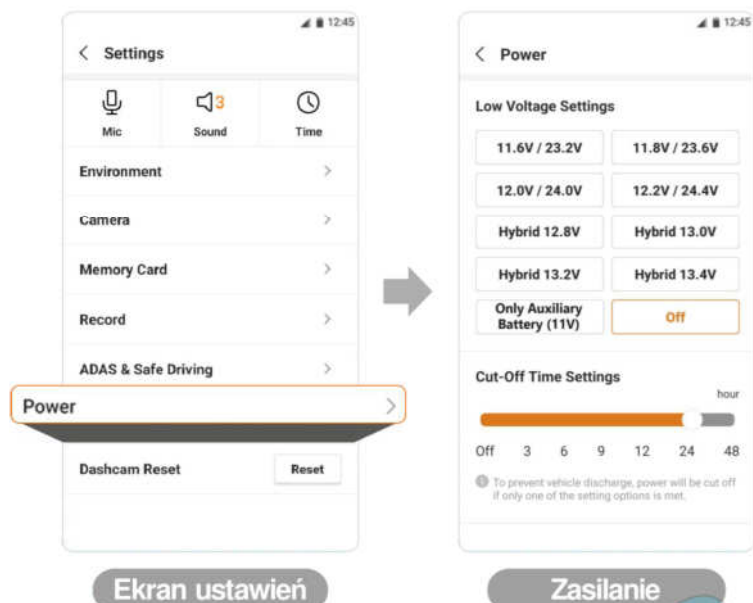 12:45
Settings
3
Mic
Sound
Time
Environment
Camera
Memory Card
Record
ADAS & Safe Driving
Power
Dashcam Reset
Reset
Ekran ustawień
12:45
Power
Low Voltage Settings
11.6V / 23.2V
11.8V / 23.6V
12.0V / 24.0V
12.2V / 24.4V
Hybrid 12.8V
Hybrid 13.0V
Hybrid 13.2V
Hybrid 13.4V
Only Auxiliary
Battery (11V)
Off
Cut-Off Time Settings
hour
Off 3 6 9 12 24 48
To prevent vehicle discharge, power will be cut off
if only one of the setting options is met.
Zasilanie